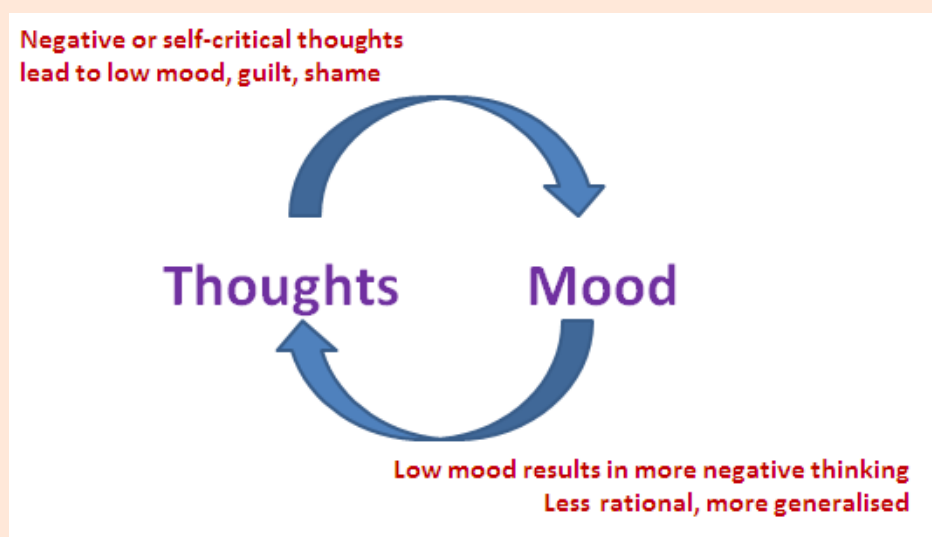 Negative or self-critical thoughts
lead to low mood, guilt, shame
Thoughts Mood
Low mood results in more negative thinking
Less rational, more generalised